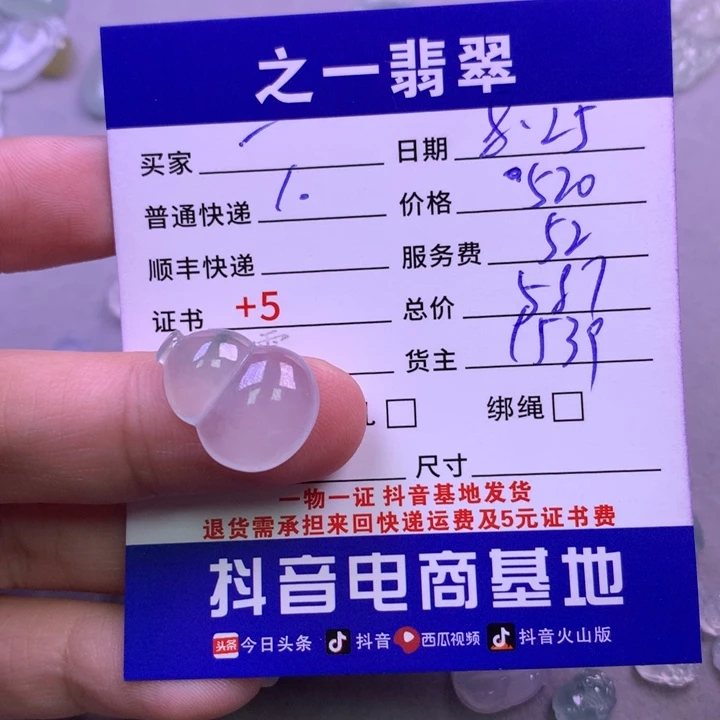 之一翡翠
买家 日期 8.25
普通快递 1. 价格 520
顺丰快递 服务费 52
证书 +5 总价 587
货主 1539
孔 绑绳
尺寸
一物一证 抖音基地发货
退货需承担来回快递运费及5元证书费
抖音电商基地
头条 今日头条 抖音 西瓜视频 抖音火山版